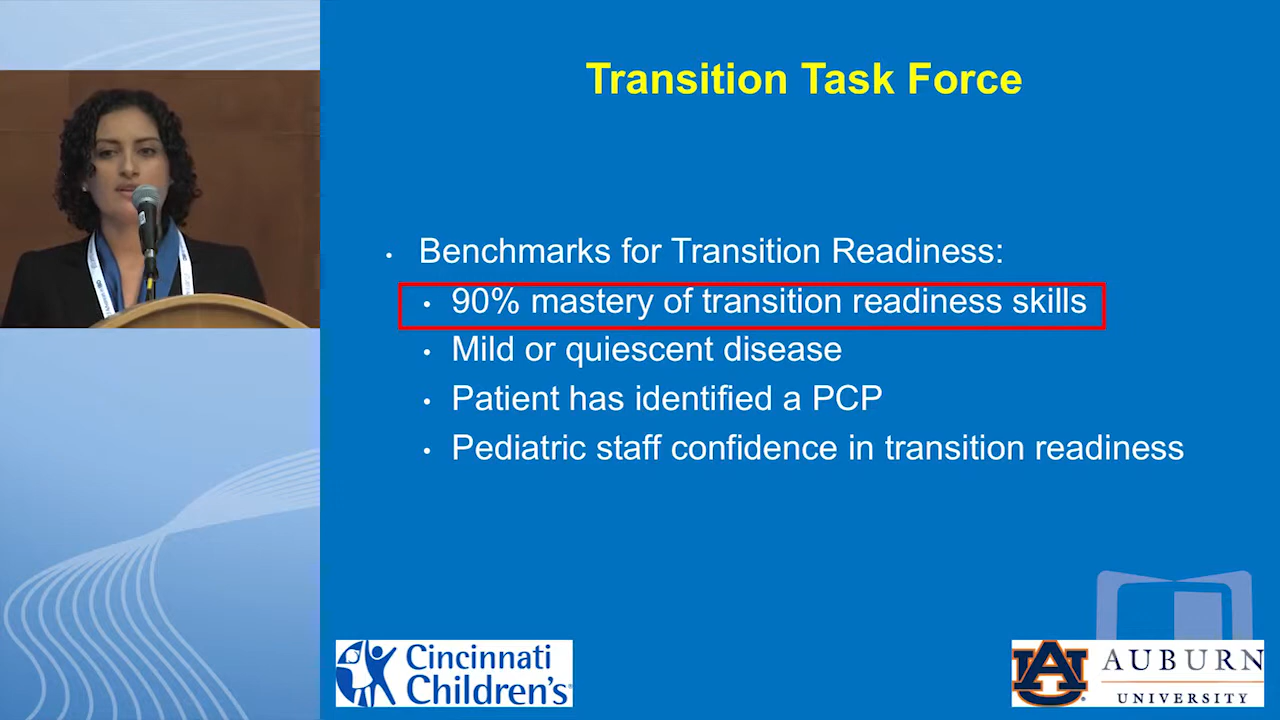 Transition Task Force
• Benchmarks for Transition Readiness:
• 90% mastery of transition readiness skills
• Mild or quiescent disease
• Patient has identified a PCP
• Pediatric staff confidence in transition readiness
Cincinnati
Children's
AUBURN
UNIVERSITY